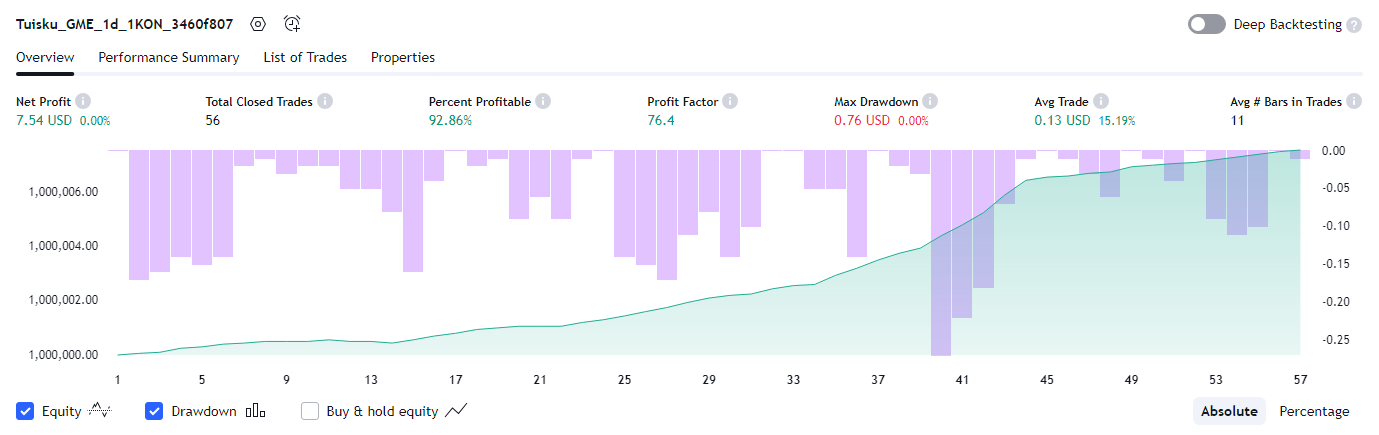 Tuisku_GME_1d_1KON_3460f807
Deep Backtesting ?
Overview Performance Summary List of Trades Properties
Net Profit i Total Closed Trades i Percent Profitable i Profit Factor i Max Drawdown i Avg Trade i Avg # Bars in Trades i
7.54 USD 0.00% 56 92.86% 76.4 0.76 USD 0.00% 0.13 USD 15.19% 11
0.00
1,000,006.00 -0.05
-0.10
1,000,004.00
-0.15
1,000,002.00 -0.20
-0.25
1,000,000.00
1 5 9 13 17 21 25 29 33 37 41 45 49 53 57
Equity Drawdown Buy & hold equity Absolute Percentage